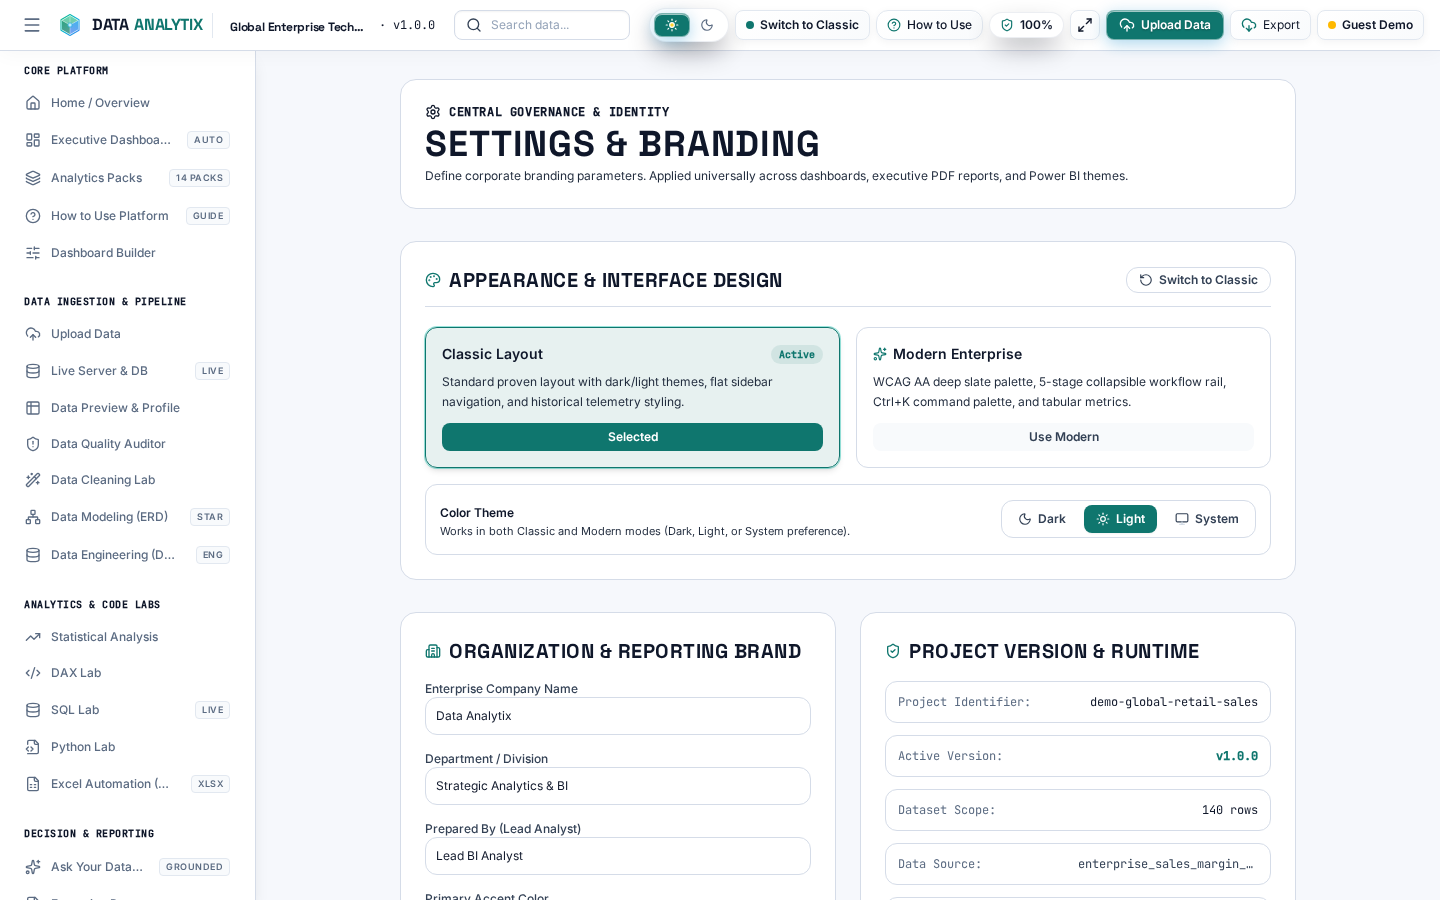 DATA ANALYTIX
Global Enterprise Tech...
· v1.0.0
Search data...
Switch to Classic
How to Use
100%
Upload Data
Export
Guest Demo
CORE PLATFORM
Home / Overview
Executive Dashboa... AUTO
Analytics Packs 14 PACKS
How to Use Platform GUIDE
Dashboard Builder
DATA INGESTION & PIPELINE
Upload Data
Live Server & DB LIVE
Data Preview & Profile
Data Quality Auditor
Data Cleaning Lab
Data Modeling (ERD) STAR
Data Engineering (D... ENG
ANALYTICS & CODE LABS
Statistical Analysis
DAX Lab
SQL Lab LIVE
Python Lab
Excel Automation (... XLSX
DECISION & REPORTING
Ask Your Data... GROUNDED
CENTRAL GOVERNANCE & IDENTITY
SETTINGS & BRANDING
Define corporate branding parameters. Applied universally across dashboards, executive PDF reports, and Power BI themes.
APPEARANCE & INTERFACE DESIGN
Switch to Classic
Classic Layout Active
Standard proven layout with dark/light themes, flat sidebar
navigation, and historical telemetry styling.
Selected
Modern Enterprise
WCAG AA deep slate palette, 5-stage collapsible workflow rail,
Ctrl+K command palette, and tabular metrics.
Use Modern
Color Theme
Works in both Classic and Modern modes (Dark, Light, or System preference).
Dark
Light
System
ORGANIZATION & REPORTING BRAND
Enterprise Company Name
Data Analytix
Department / Division
Strategic Analytics & BI
Prepared By (Lead Analyst)
Lead BI Analyst
Primary Accent Color
PROJECT VERSION & RUNTIME
Project Identifier: demo-global-retail-sales
Active Version: v1.0.0
Dataset Scope: 140 rows
Data Source: enterprise_sales_margin_…